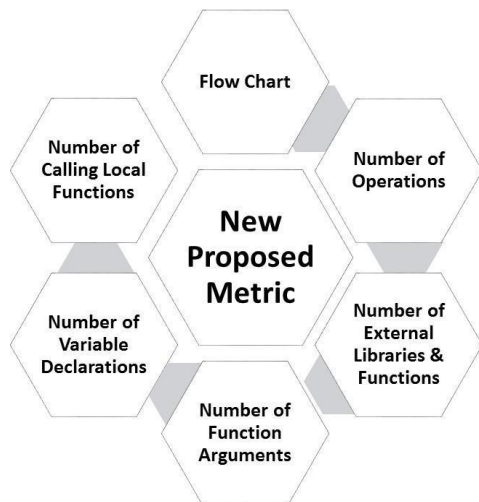 Flow Chart
Number of
Operations
Number of
External
Libraries &
Functions
Number of
Function
Arguments
Number of
Variable
Declarations
Number of
Calling Local
Functions
New
Proposed
Metric